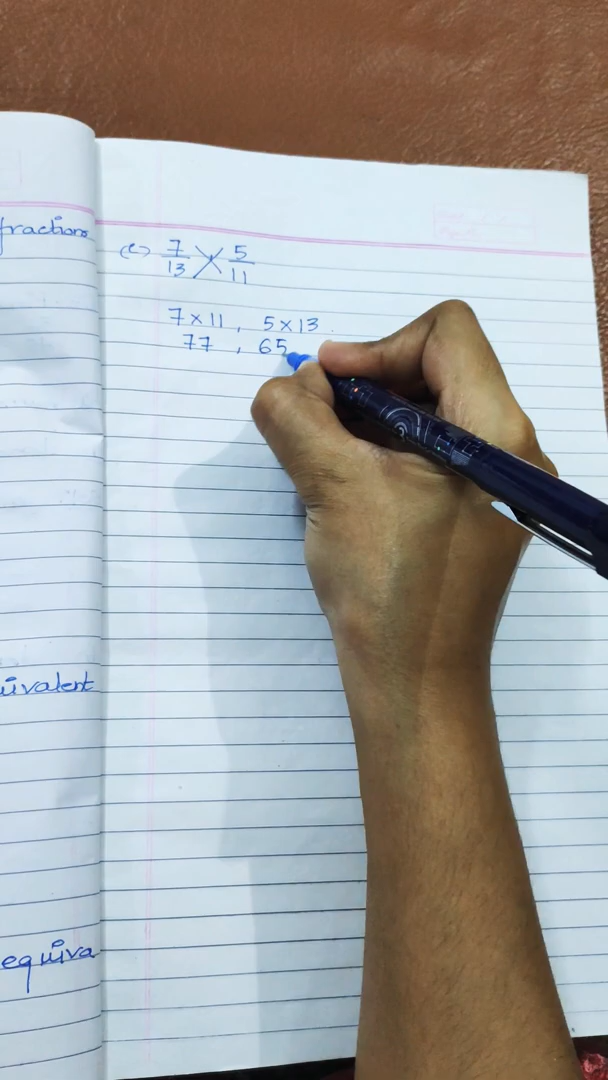 fractions
uivalent
equiva
(c) 7/13 X 5/11
7 x 11 , 5 x 13
77 , 65